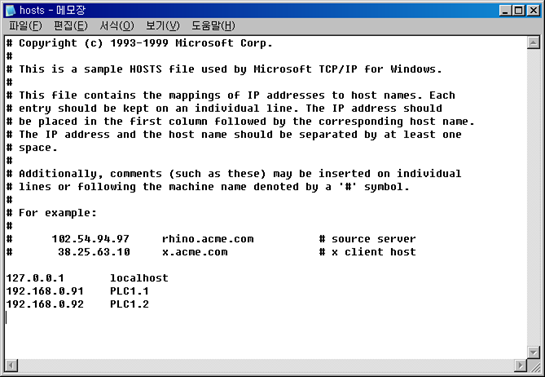 hosts - 메모장
파일(F) 편집(E) 서식(O) 보기(V) 도움말(H)
# Copyright (c) 1993-1999 Microsoft Corp.
#
# This is a sample HOSTS file used by Microsoft TCP/IP for Windows.
#
# This file contains the mappings of IP addresses to host names. Each
# entry should be kept on an individual line. The IP address should
# be placed in the first column followed by the corresponding host name.
# The IP address and the host name should be separated by at least one
# space.
#
# Additionally, comments (such as these) may be inserted on individual
# lines or following the machine name denoted by a '#' symbol.
#
# For example:
#
#      102.54.94.97     rhino.acme.com          # source server
#       38.25.63.10     x.acme.com              # x client host

127.0.0.1       localhost
192.168.0.91    PLC1.1
192.168.0.92    PLC1.2